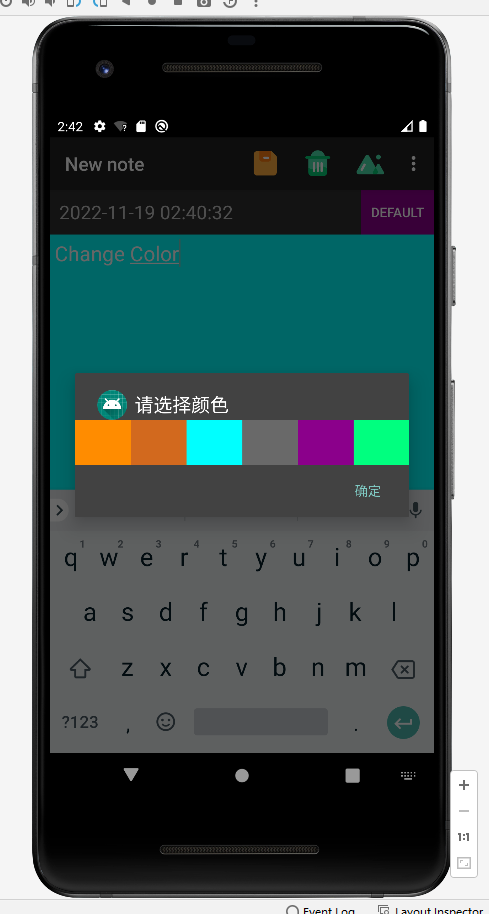 2:42
New note
2022-11-19 02:40:32
DEFAULT
Change Color
请选择颜色
确定
1 2 3 4 5 6 7 8 9 0
q w e r t y u i o p
a s d f g h j k l
z x c v b n m
?123 , .
1:1
Event Log Layout Inspector